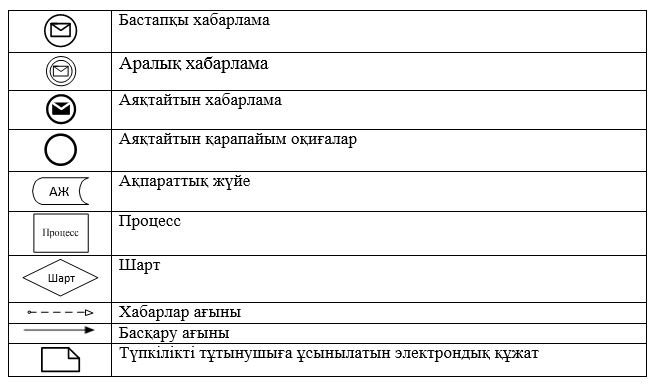 Бастапқы хабарлама
Аралық хабарлама
Аяқтайтын хабарлама
Аяқтайтын қарапайым оқиғалар
АЖ
Ақпараттық жүйе
Процесс
Процесс
Шарт
Шарт
Хабарлар ағыны
Басқару ағыны
Түпкілікті тұтынушыға ұсынылатын электрондық құжат